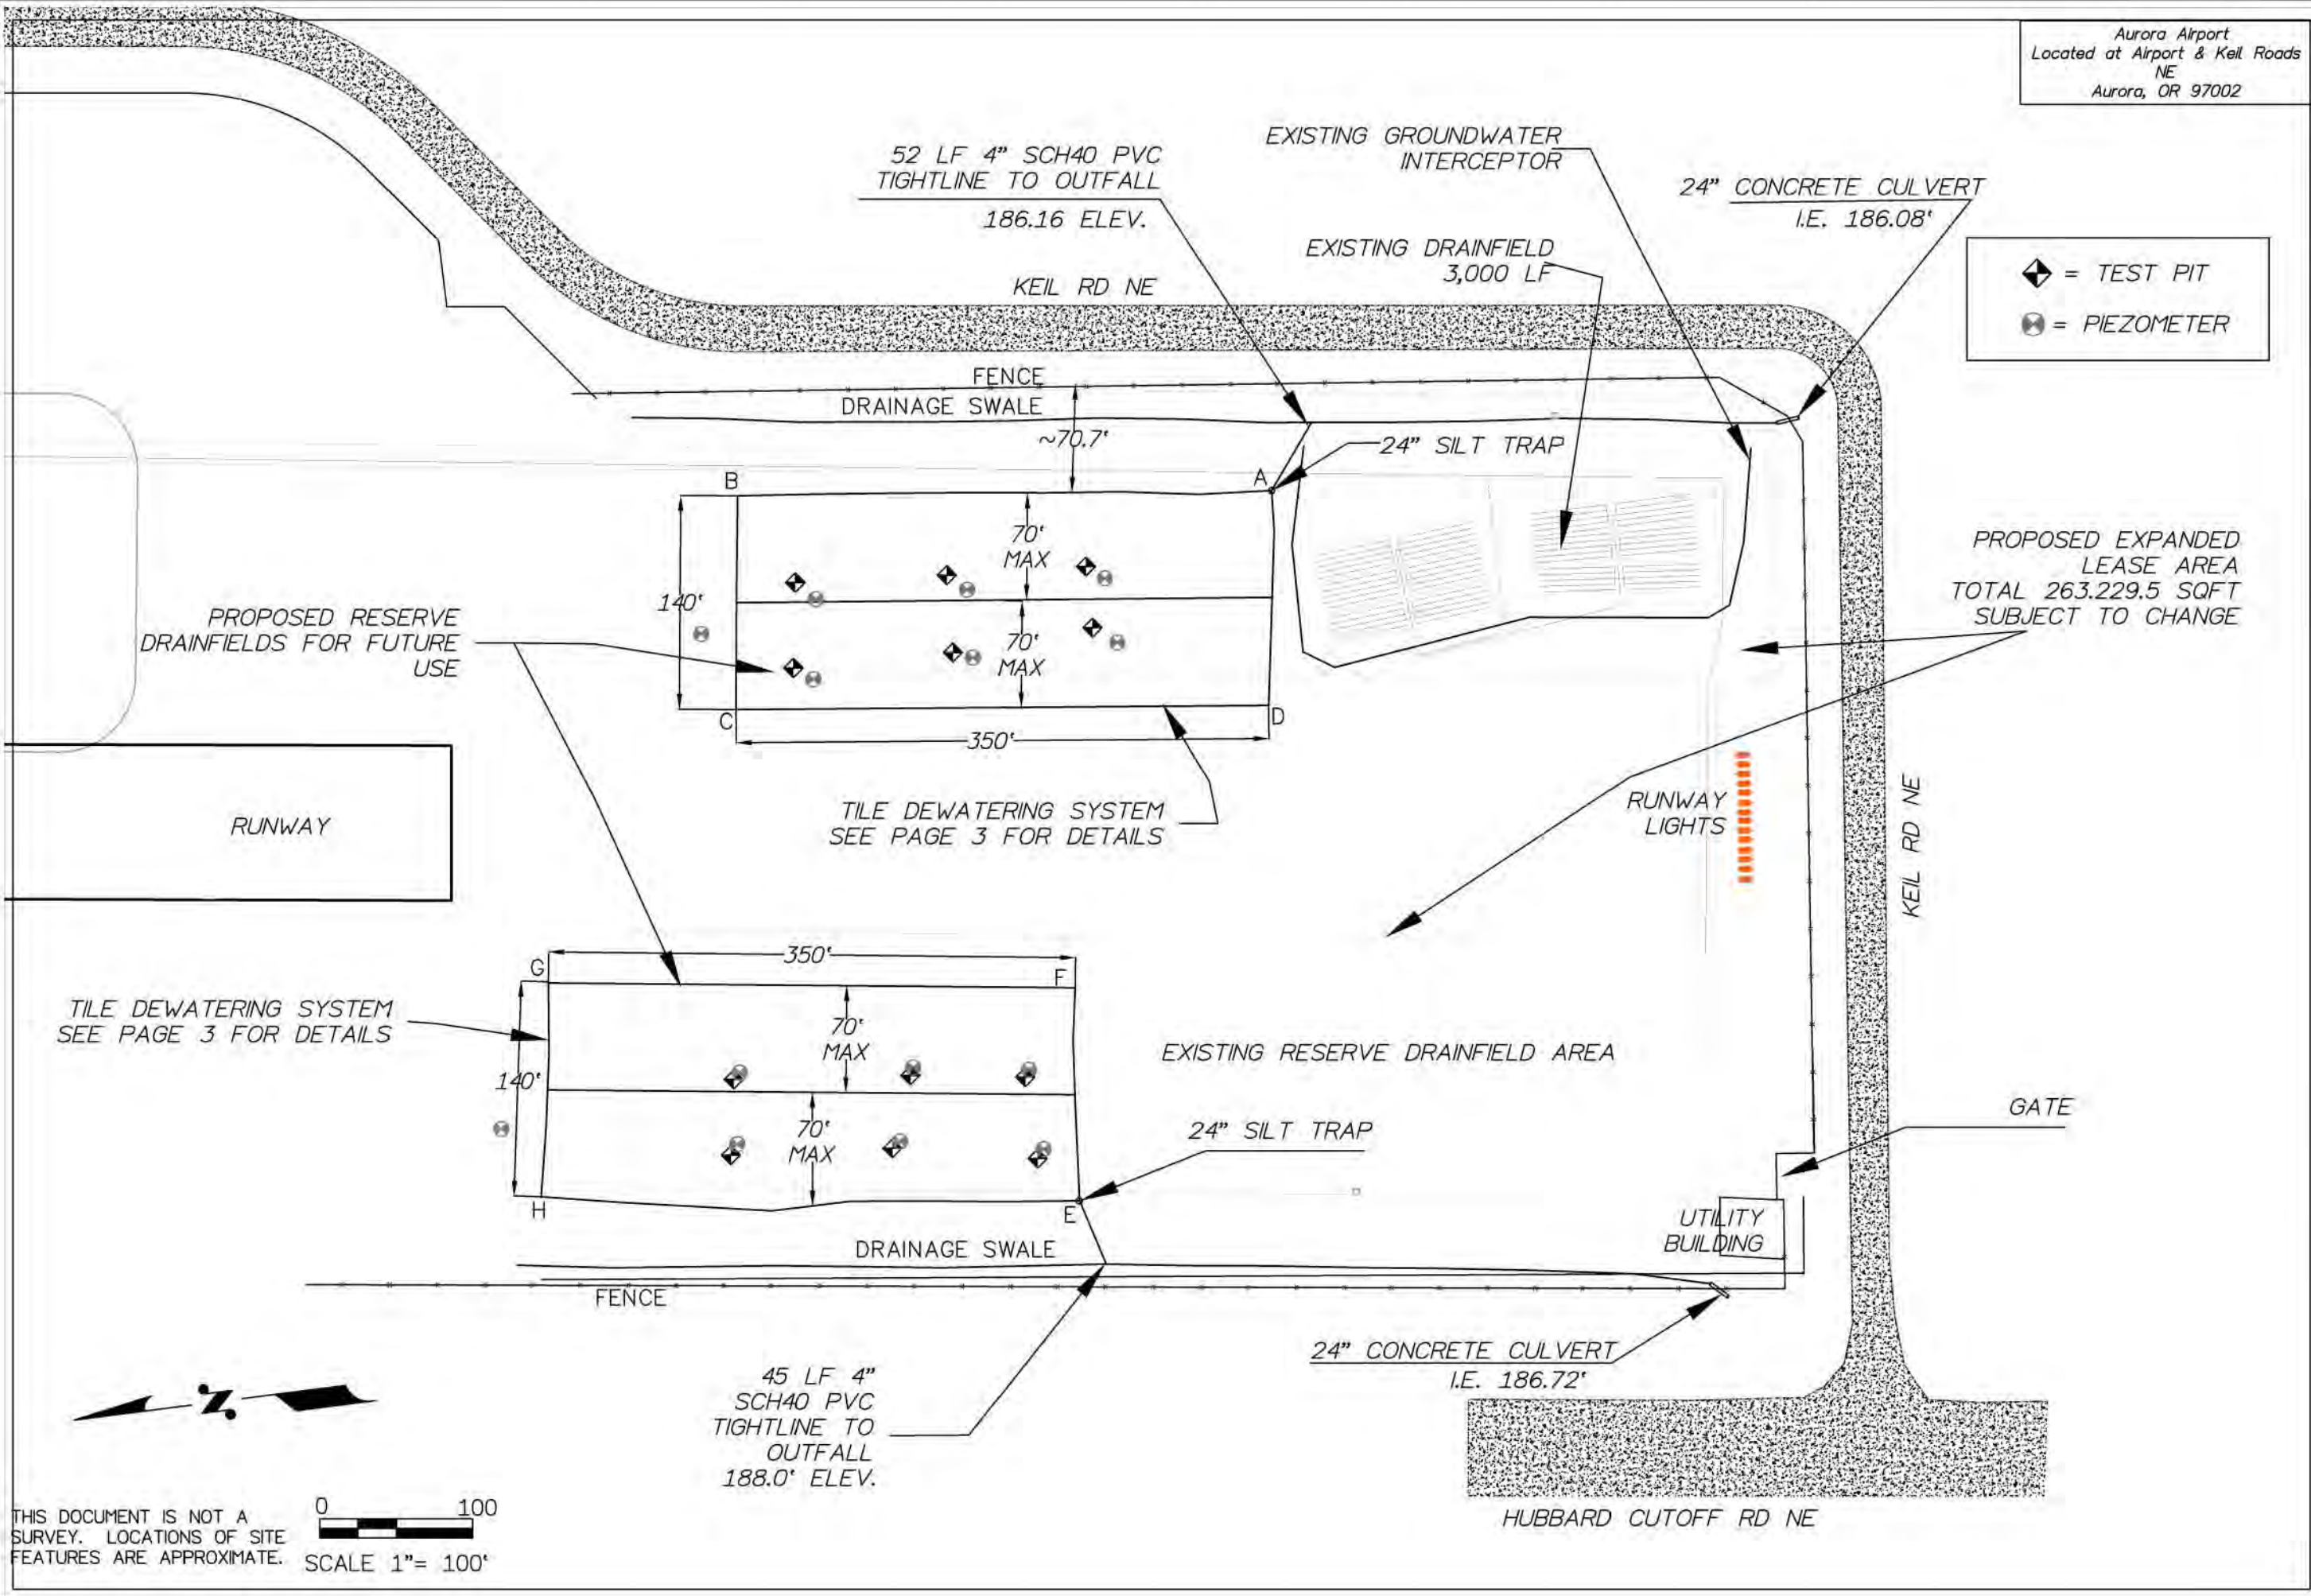 Aurora Airport
Located at Airport & Keil Roads
NE
Aurora, OR 97002
52 LF 4" SCH40 PVC
TIGHTLINE TO OUTFALL
186.16 ELEV.
EXISTING GROUNDWATER
INTERCEPTOR
24" CONCRETE CULVERT
I.E. 186.08'
EXISTING DRAINFIELD
3,000 LF
= TEST PIT
= PIEZOMETER
KEIL RD NE
FENCE
DRAINAGE SWALE
~70.7'
24" SILT TRAP
B
A
70'
MAX
140'
70'
MAX
C
D
350'
PROPOSED RESERVE
DRAINFIELDS FOR FUTURE
USE
PROPOSED EXPANDED
LEASE AREA
TOTAL 263.229.5 SQFT
SUBJECT TO CHANGE
RUNWAY
TILE DEWATERING SYSTEM
SEE PAGE 3 FOR DETAILS
RUNWAY
LIGHTS
KEIL RD NE
350'
G
F
TILE DEWATERING SYSTEM
SEE PAGE 3 FOR DETAILS
70'
MAX
140'
EXISTING RESERVE DRAINFIELD AREA
70'
MAX
24" SILT TRAP
GATE
H
E
UTILITY
BUILDING
DRAINAGE SWALE
FENCE
24" CONCRETE CULVERT
I.E. 186.72'
45 LF 4"
SCH40 PVC
TIGHTLINE TO
OUTFALL
188.0' ELEV.
N
0 100
SCALE 1"= 100'
THIS DOCUMENT IS NOT A
SURVEY. LOCATIONS OF SITE
FEATURES ARE APPROXIMATE.
HUBBARD CUTOFF RD NE